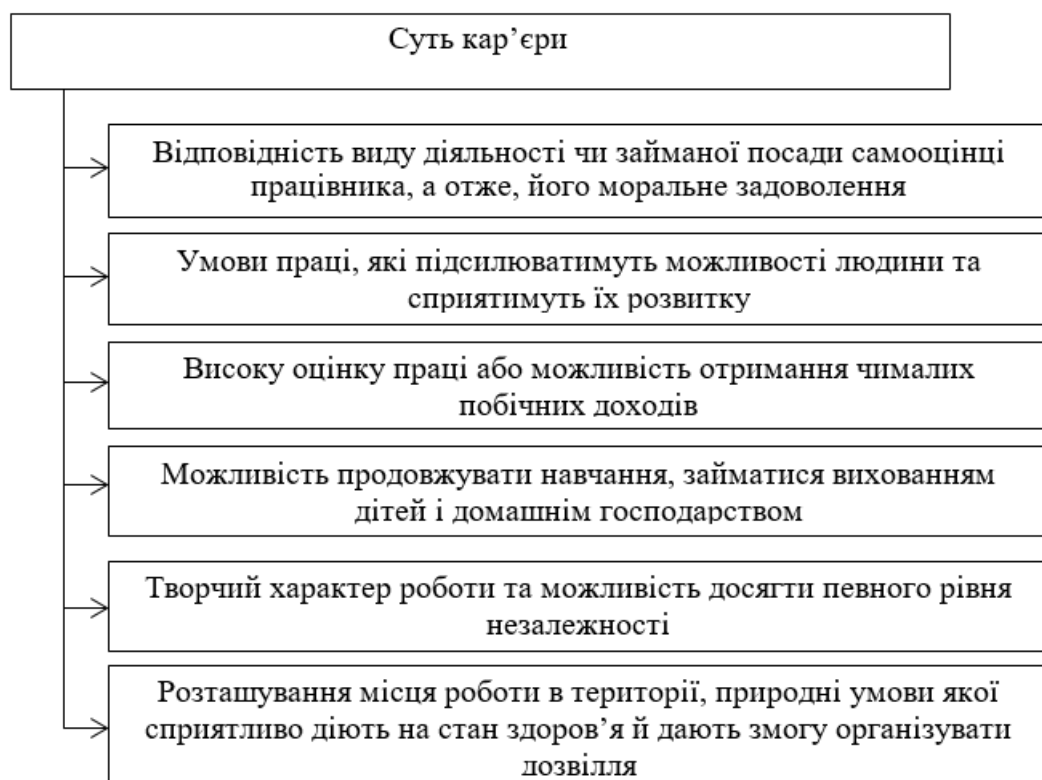 Суть кар’єри
Відповідність виду діяльності чи займаної посади самооцінці
працівника, а отже, його моральне задоволення
Умови праці, які підсилюватимуть можливості людини та
сприятимуть їх розвитку
Високу оцінку праці або можливість отримання чималих
побічних доходів
Можливість продовжувати навчання, займатися вихованням
дітей і домашнім господарством
Творчий характер роботи та можливість досягти певного рівня
незалежності
Розташування місця роботи в території, природні умови якої
сприятливо діють на стан здоров’я й дають змогу організувати
дозвілля